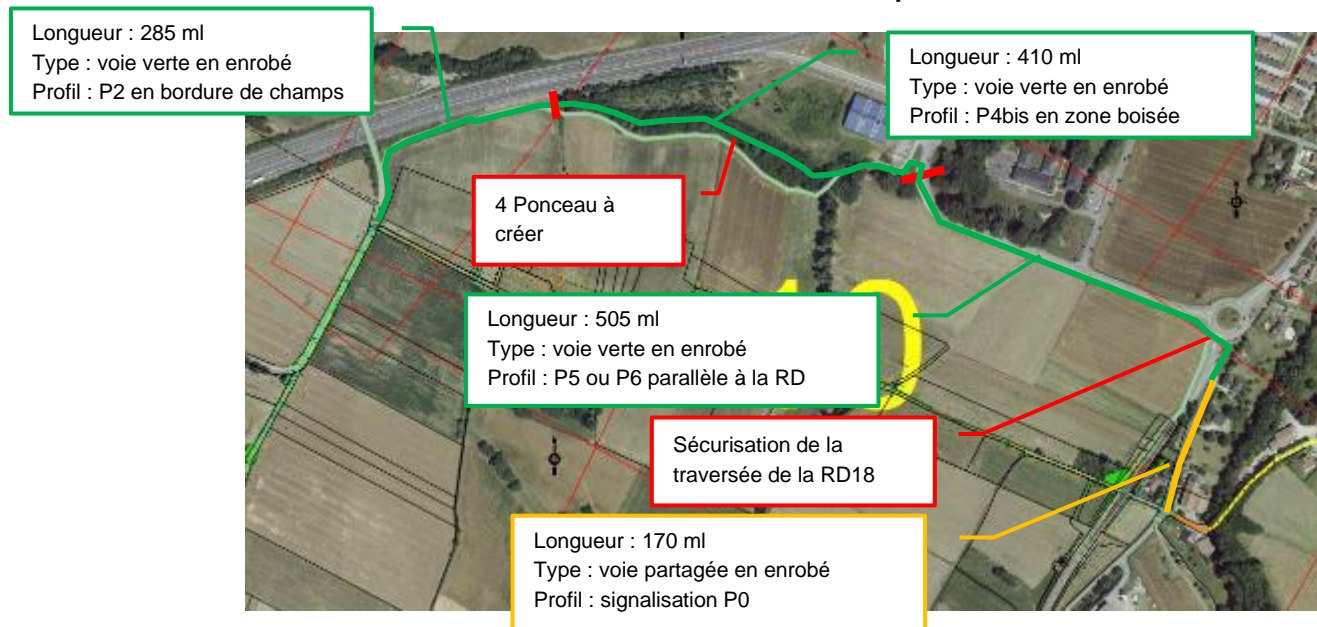 Longueur : 285 ml
Type : voie verte en enrobé
Profil : P2 en bordure de champs
Longueur : 410 ml
Type : voie verte en enrobé
Profil : P4bis en zone boisée
4 Ponceau à
créer
10
Longueur : 505 ml
Type : voie verte en enrobé
Profil : P5 ou P6 parallèle à la RD
Sécurisation de la
traversée de la RD18
Longueur : 170 ml
Type : voie partagée en enrobé
Profil : signalisation P0